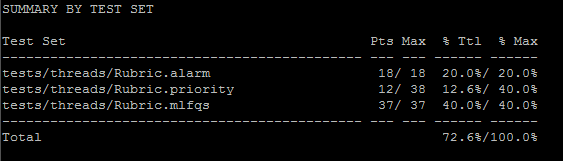 SUMMARY BY TEST SET
Test Set                                      Pts Max  % Ttl  % Max
--------------------------------------------- --- --- ------ ------
tests/threads/Rubric.alarm                     18/ 18  20.0%/ 20.0%
tests/threads/Rubric.priority                  12/ 38  12.6%/ 40.0%
tests/threads/Rubric.mlfqs                     37/ 37  40.0%/ 40.0%
--------------------------------------------- --- --- ------ ------
Total                                                  72.6%/100.0%